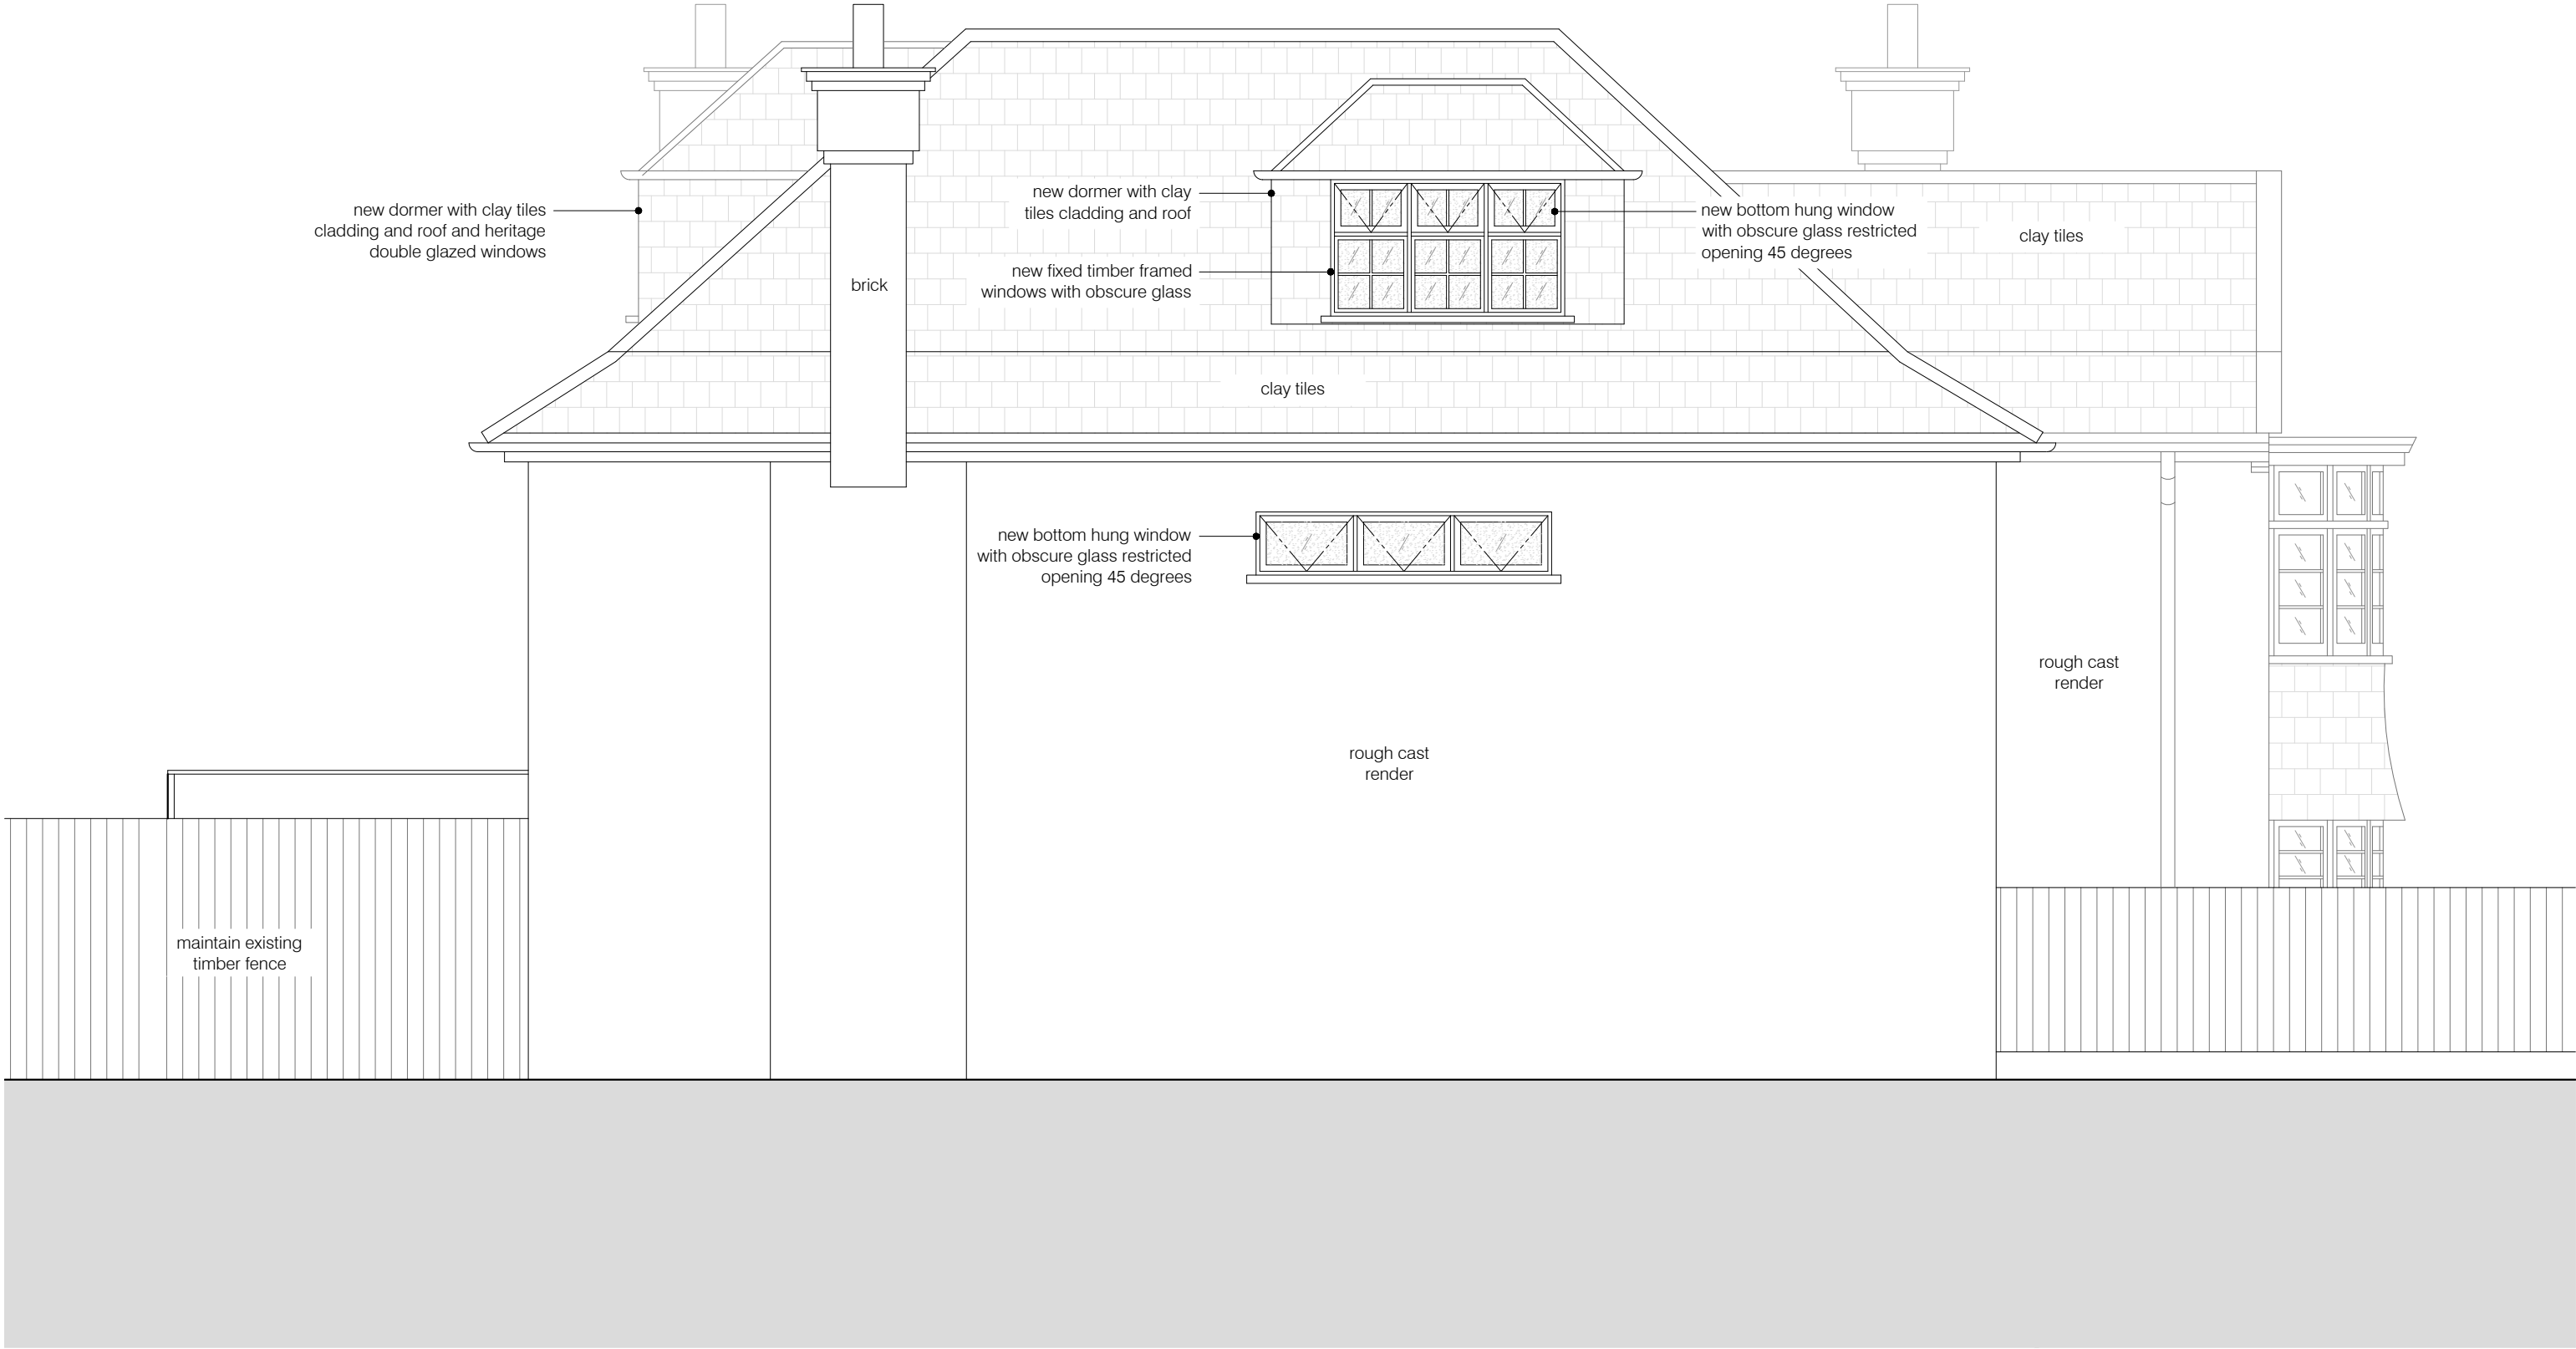 new dormer with clay tiles
cladding and roof and heritage
double glazed windows
brick
new dormer with clay
tiles cladding and roof
new fixed timber framed
windows with obscure glass
new bottom hung window
with obscure glass restricted
opening 45 degrees
clay tiles
clay tiles
new bottom hung window
with obscure glass restricted
opening 45 degrees
rough cast
render
rough cast
render
maintain existing
timber fence